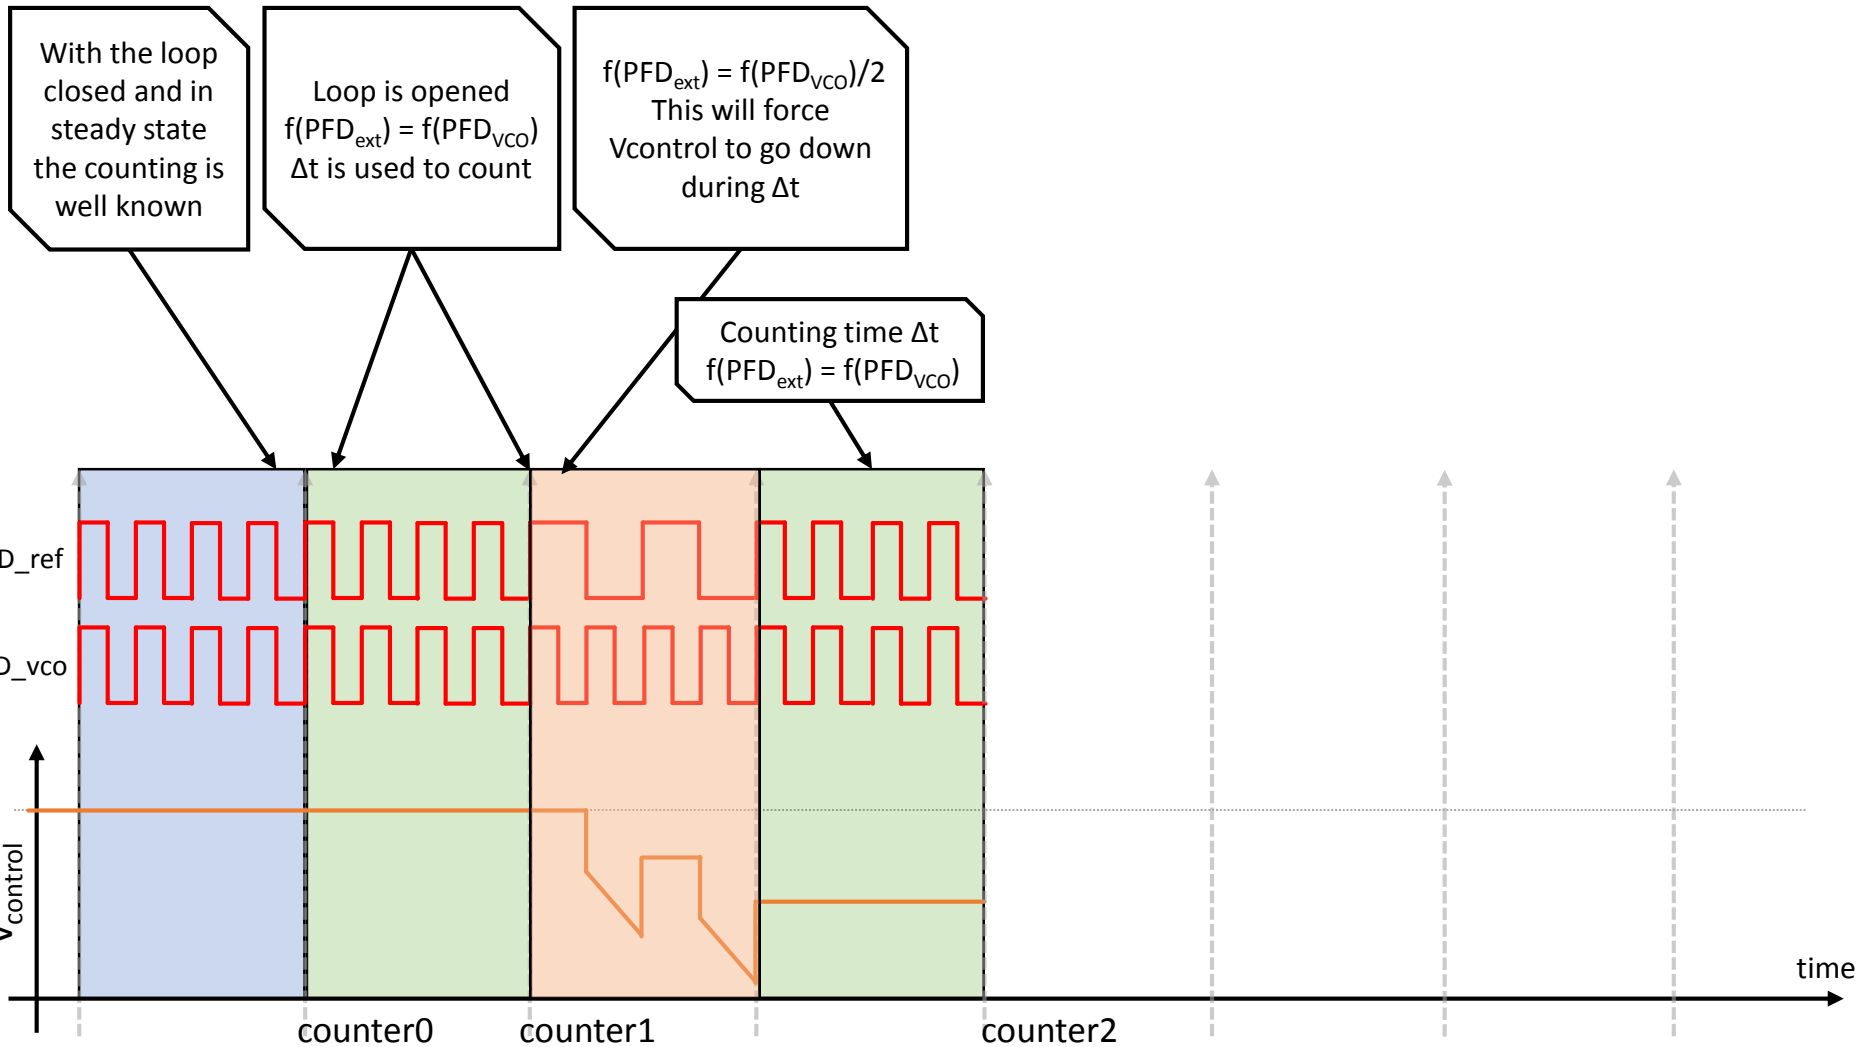 With the loop
closed and in
steady state
the counting is
well known
Loop is opened
f(PFDext) = f(PFDVCO)
Δt is used to count
f(PFDext) = f(PFDVCO)/2
This will force
Vcontrol to go down
during Δt
Counting time Δt
f(PFDext) = f(PFDVCO)
D_ref
D_vco
Vcontrol
time
counter0
counter1
counter2